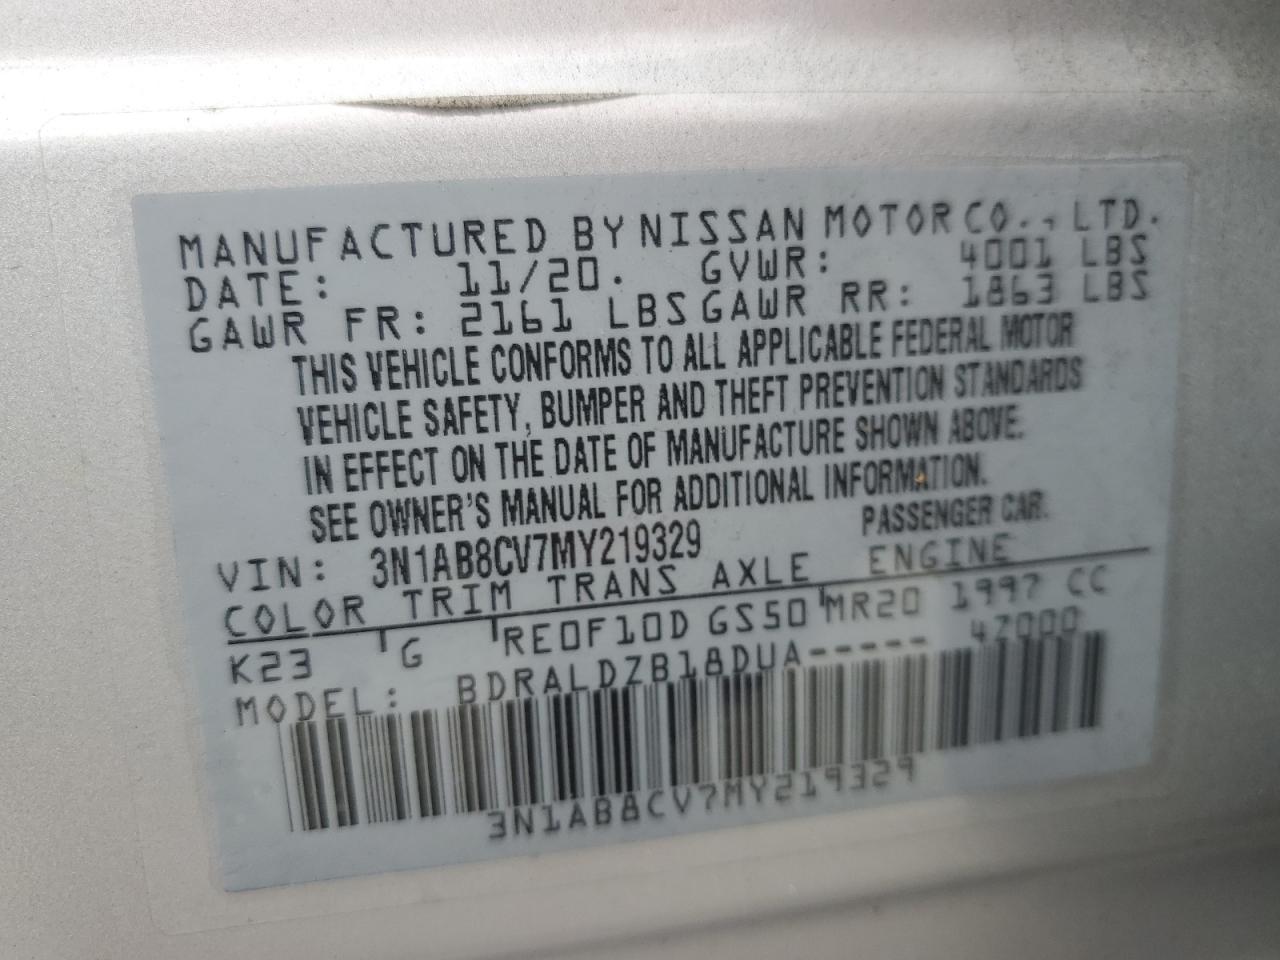 MANUFACTURED BY NISSAN MOTOR CO., LTD.
DATE: 11/20. GVWR: 4001 LBS
GAWR FR: 2161 LBS GAWR RR: 1863 LBS
THIS VEHICLE CONFORMS TO ALL APPLICABLE FEDERAL MOTOR
VEHICLE SAFETY, BUMPER AND THEFT PREVENTION STANDARDS
IN EFFECT ON THE DATE OF MANUFACTURE SHOWN ABOVE.
SEE OWNER'S MANUAL FOR ADDITIONAL INFORMATION.
VIN: 3N1AB8CV7MY219329 PASSENGER CAR.
COLOR TRIM TRANS AXLE ENGINE
K23 G RE0F10D GS50 MR20 1997 CC
MODEL: BDRALDZB18DUA----- 47000
3N1AB8CV7MY219329